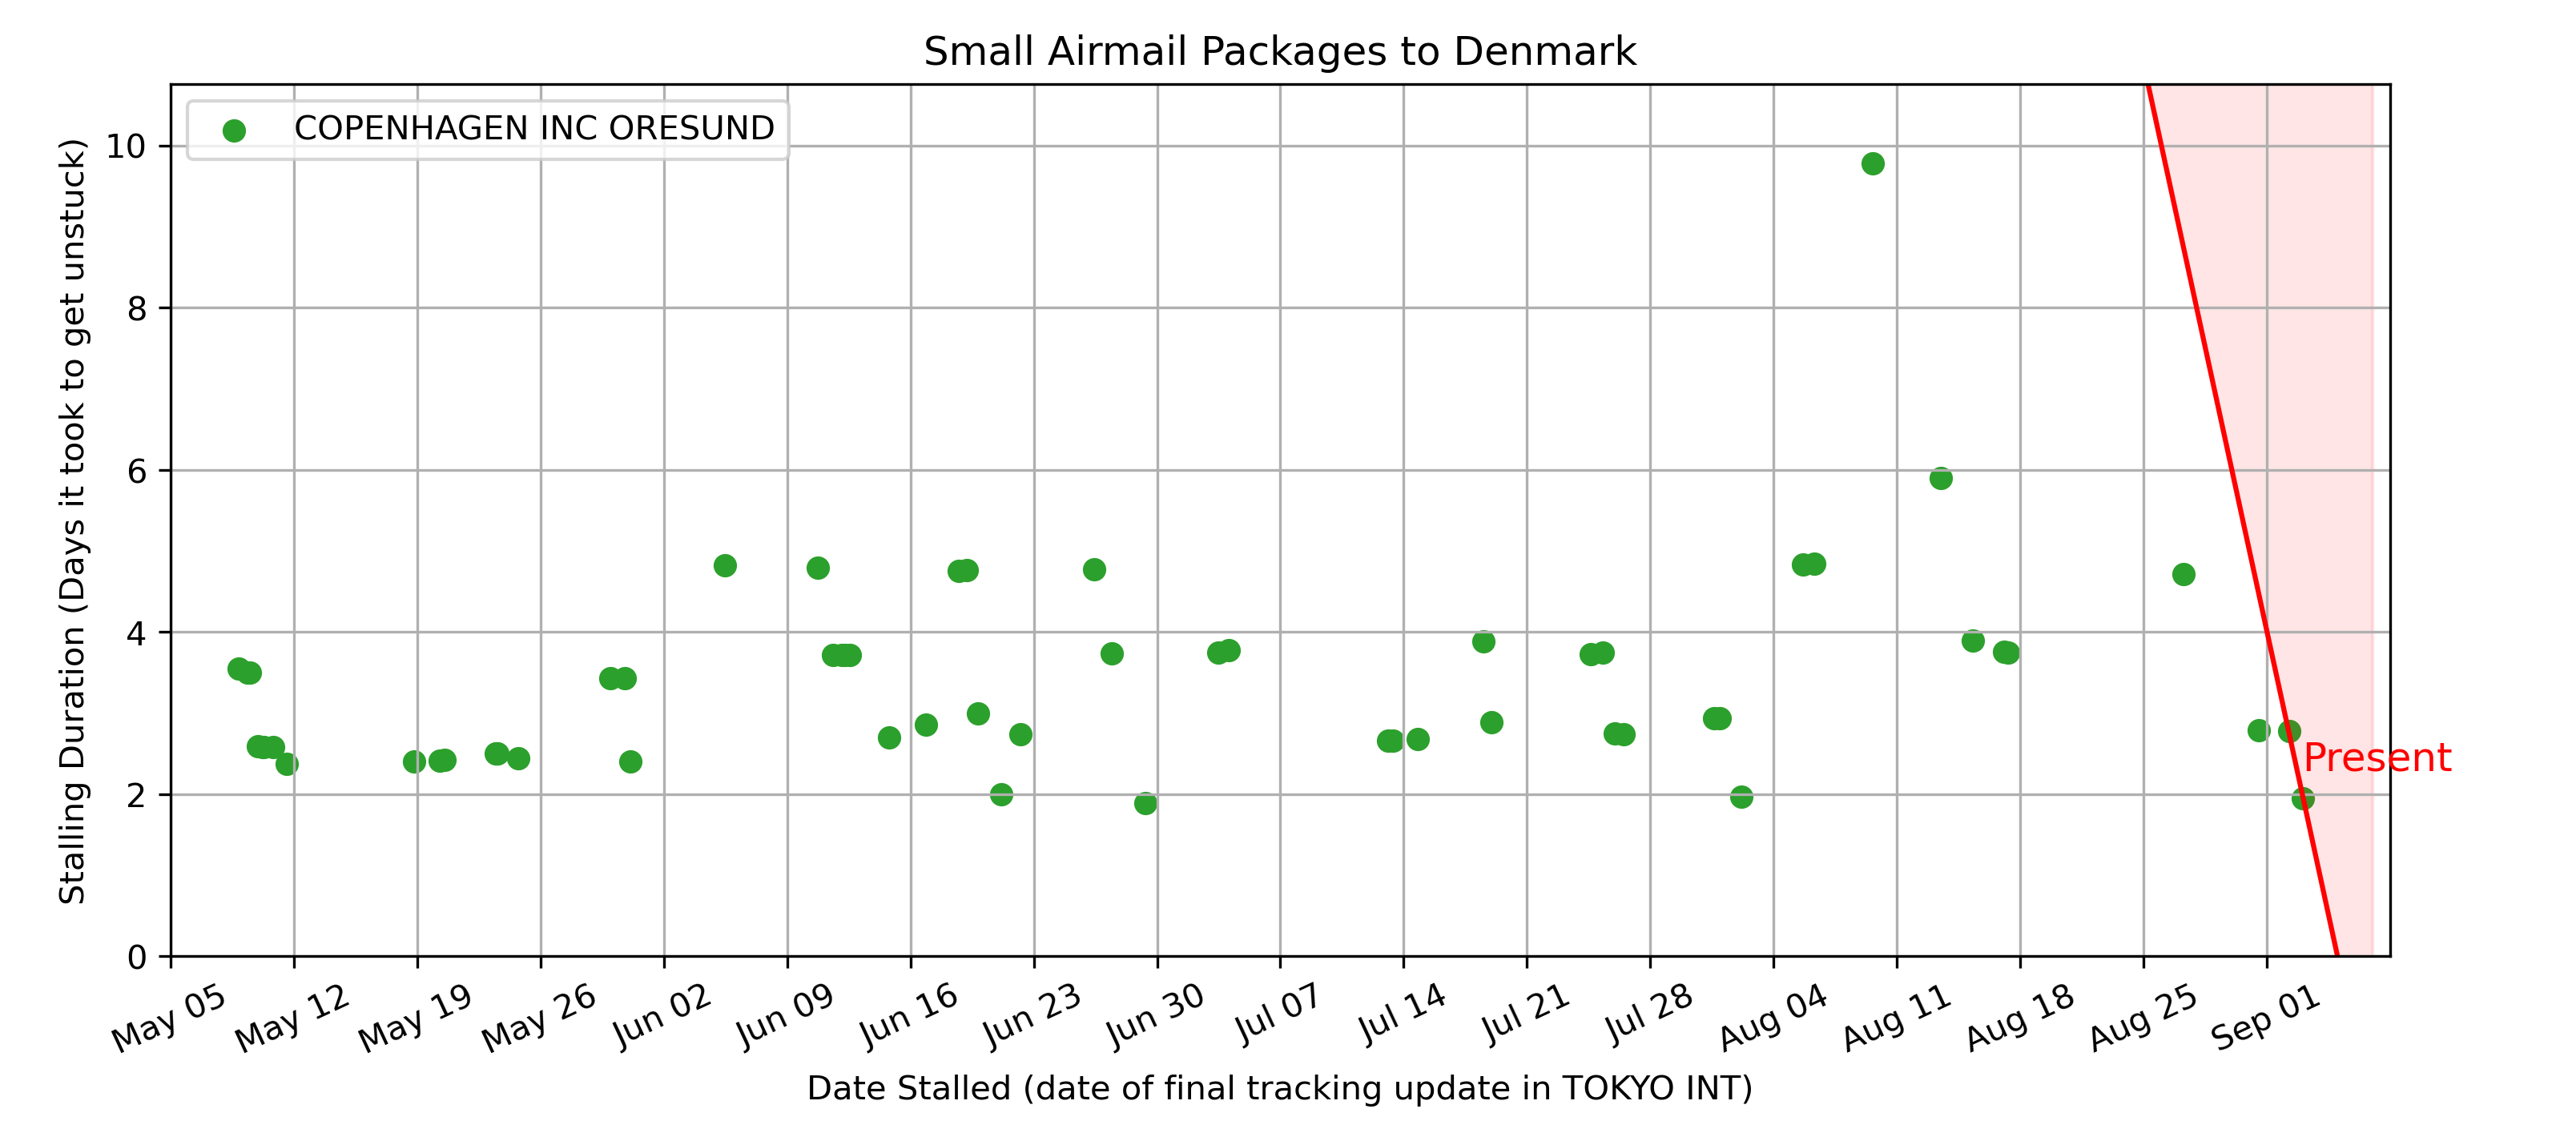 Small Airmail Packages to Denmark
COPENHAGEN INC ORESUND
Stalling Duration (Days it took to get unstuck)
10
8
6
4
2
0
Present
May 05
May 12
May 19
May 26
Jun 02
Jun 09
Jun 16
Jun 23
Jun 30
Jul 07
Jul 14
Jul 21
Jul 28
Aug 04
Aug 11
Aug 18
Aug 25
Sep 01
Date Stalled (date of final tracking update in TOKYO INT)